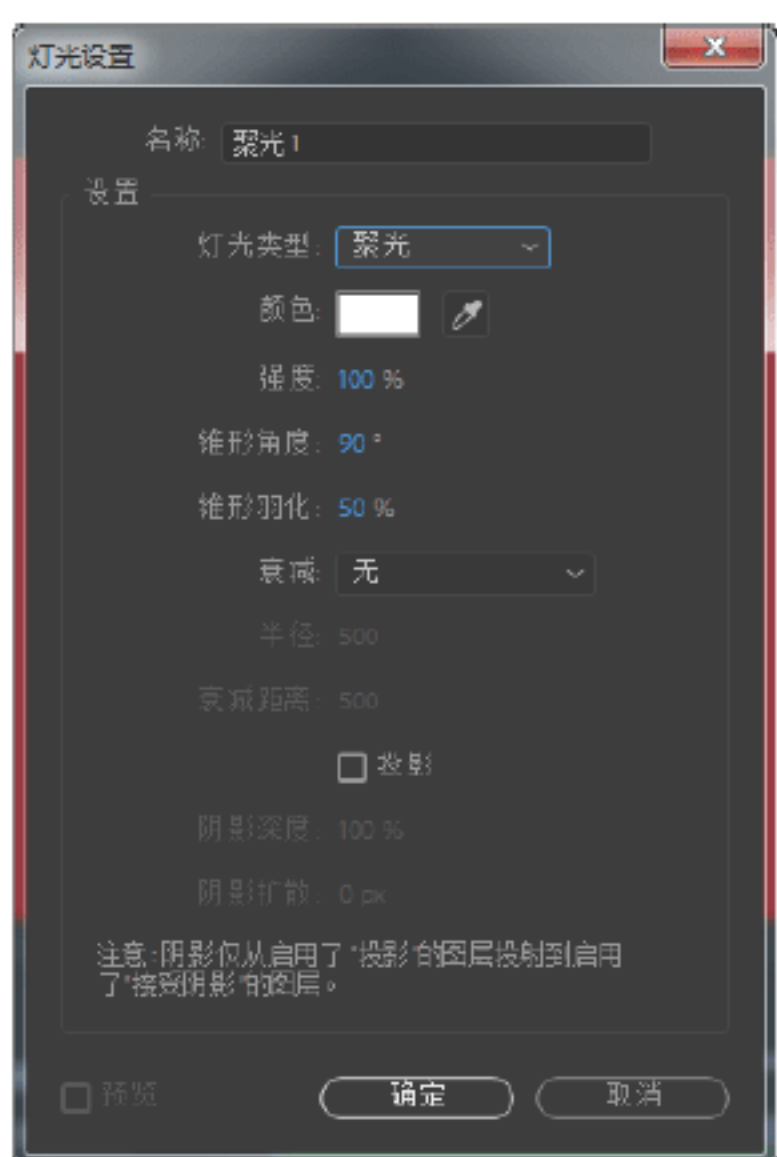 灯光设置
名称: 聚光 1
设置
灯光类型: 聚光
颜色:
强度: 100 %
锥形角度: 90 °
锥形羽化: 50 %
衰减: 无
半径: 500
衰减距离: 500
投影
阴影深度: 100 %
阴影扩散: 0 px
注意:阴影仅从启用了"投影"的图层投射到启用
了"接受阴影"的图层。
预览 确定 取消